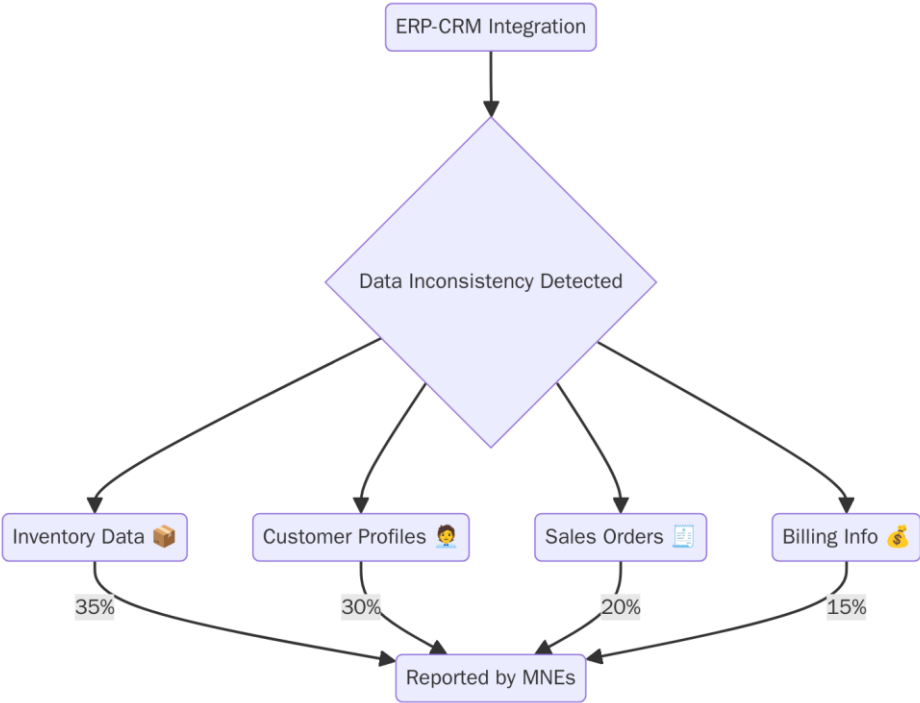 ERP-CRM Integration
Data Inconsistency Detected
Inventory Data 📦
Customer Profiles 🧑‍💼
Sales Orders 🧾
Billing Info 💰
35%
30%
20%
15%
Reported by MNEs